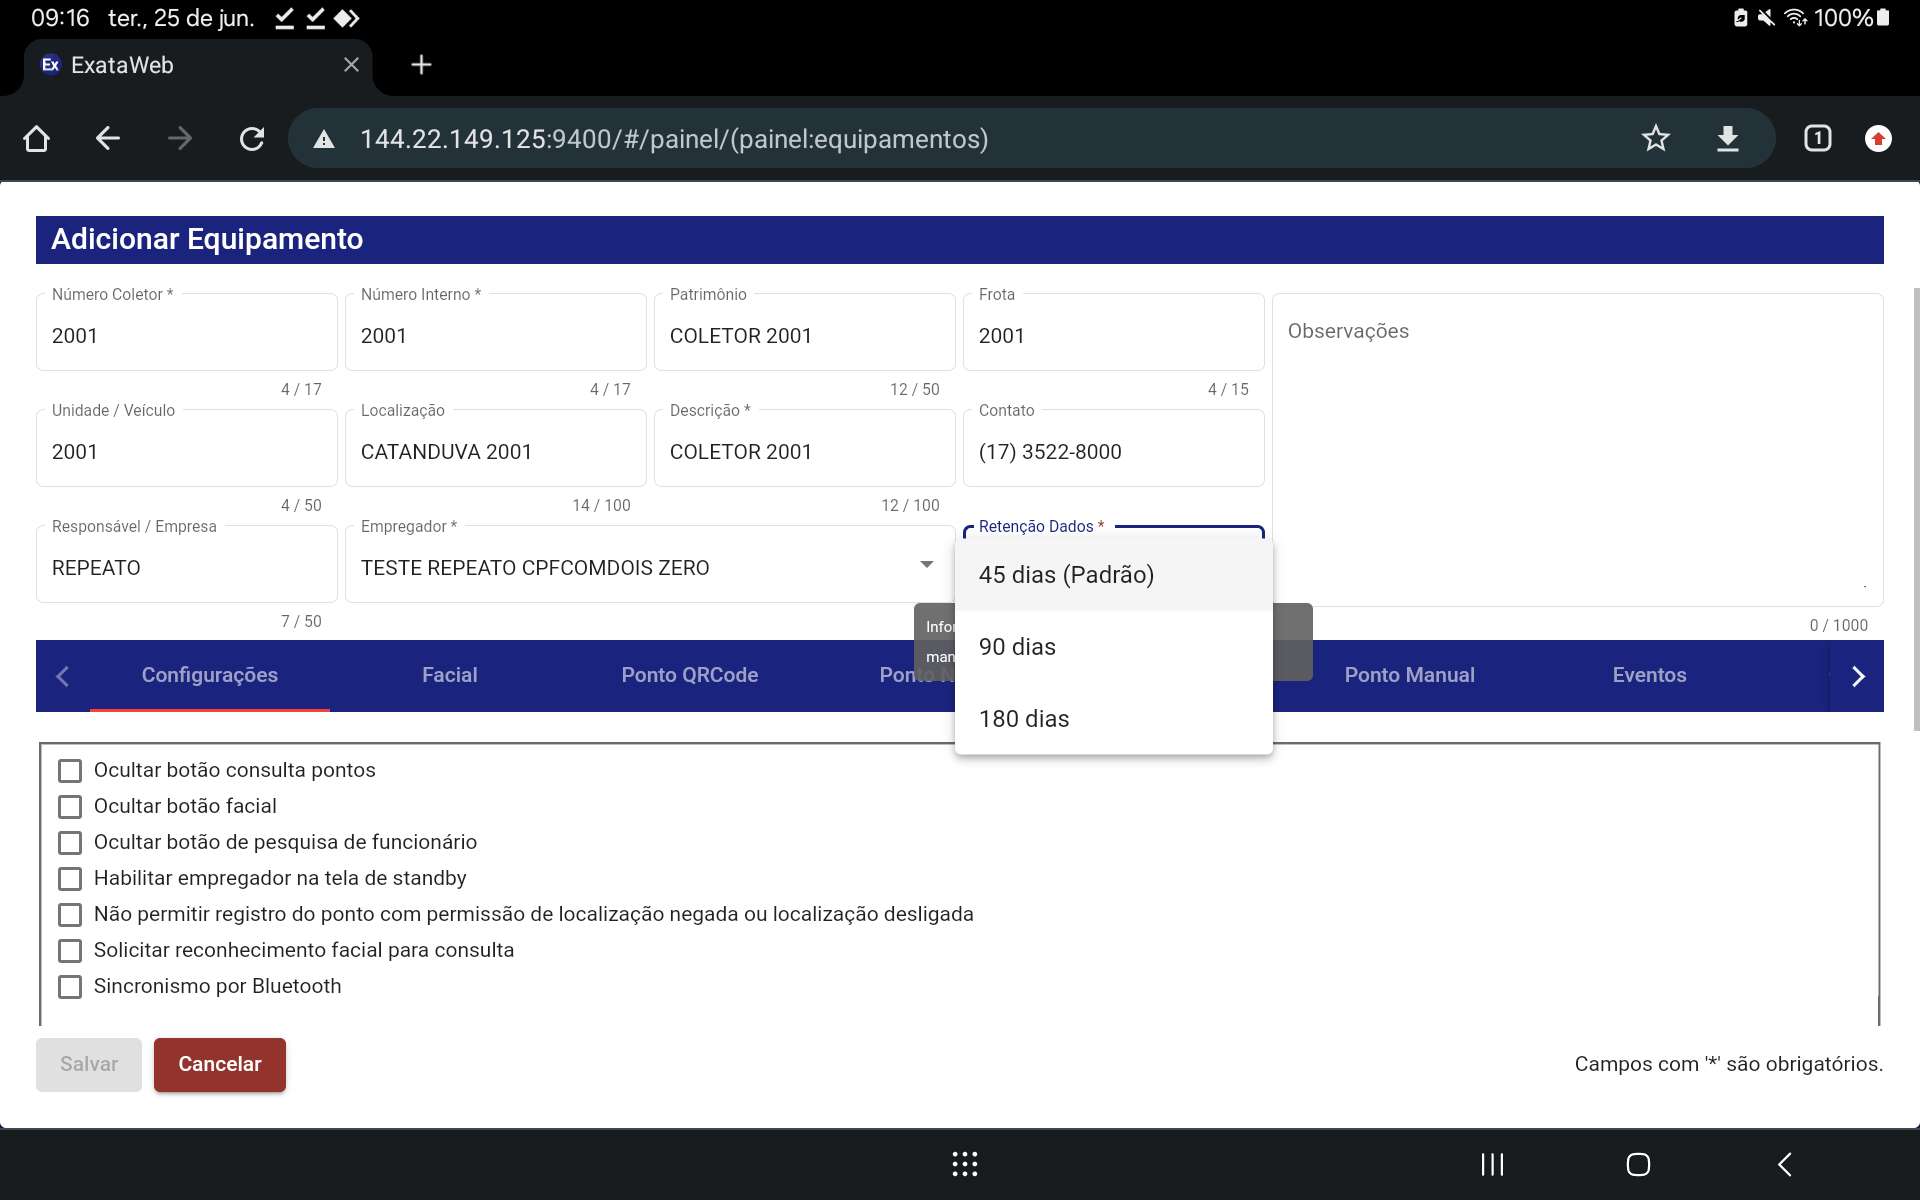 09:16 ter., 25 de jun.
100%
Ex ExataWeb
144.22.149.125:9400/#/painel/(painel:equipamentos)
1
Adicionar Equipamento
Número Coletor *
2001
4 / 17
Número Interno *
2001
4 / 17
Patrimônio
COLETOR 2001
12 / 50
Frota
2001
4 / 15
Observações
0 / 1000
Unidade / Veículo
2001
4 / 50
Localização
CATANDUVA 2001
14 / 100
Descrição *
COLETOR 2001
12 / 100
Contato
(17) 3522-8000
Responsável / Empresa
REPEATO
7 / 50
Empregador *
TESTE REPEATO CPFCOMDOIS ZERO
Retenção Dados *
45 dias (Padrão)
90 dias
180 dias
Configurações
Facial
Ponto QRCode
Ponto Manual
Eventos
Ocultar botão consulta pontos
Ocultar botão facial
Ocultar botão de pesquisa de funcionário
Habilitar empregador na tela de standby
Não permitir registro do ponto com permissão de localização negada ou localização desligada
Solicitar reconhecimento facial para consulta
Sincronismo por Bluetooth
Salvar
Cancelar
Campos com '*' são obrigatórios.